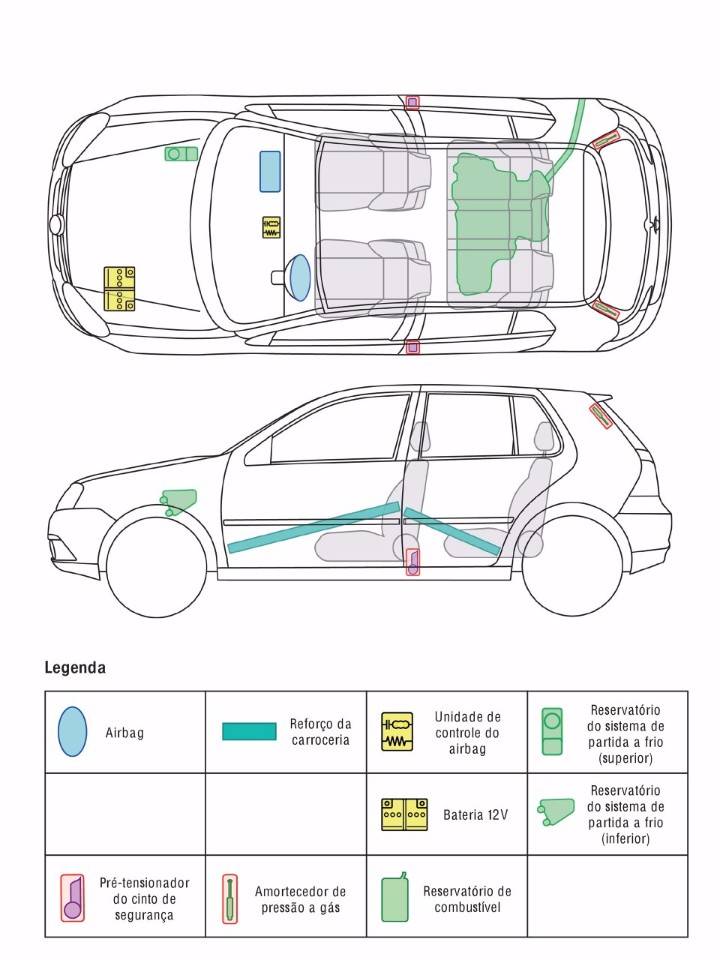 Legenda
Airbag
Reforço da
carroceria
Unidade de
controle do
airbag
Reservatório
do sistema de
partida a frio
(superior)
Bateria 12V
Reservatório
do sistema de
partida a frio
(inferior)
Pré-tensionador
do cinto de
segurança
Amortecedor de
pressão a gás
Reservatório de
combustível